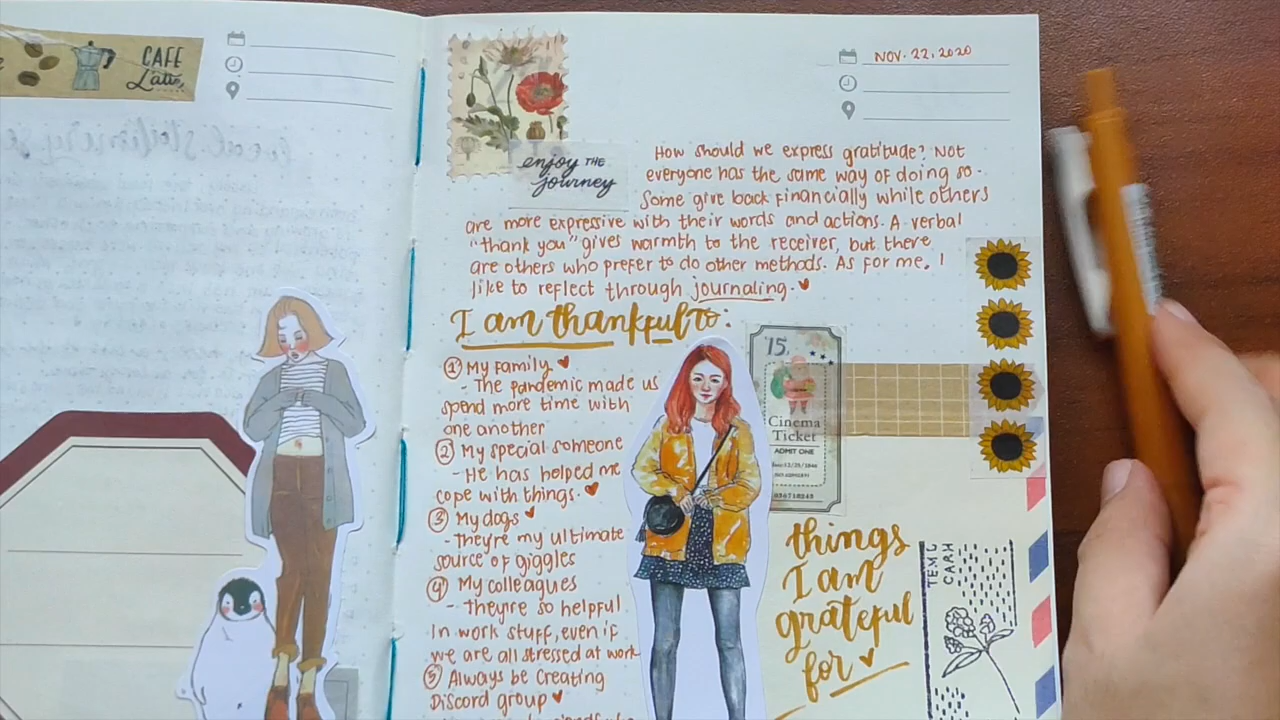 CAFE
Latte
NOV. 22, 2020
enjoy THE
journey
How should we express gratitude? Not
everyone has the same way of doing so.
Some give back financially while others
are more expressive with their words and actions. A verbal
"thank you" gives warmth to the receiver, but there
are others who prefer to do other methods. As for me, I
like to reflect through journaling.
I am thankful to:
① My family
- The pandemic made us
spend more time with
one another
② My special someone
- He has helped me
cope with things.
③ My dogs
- They're my ultimate
source of giggles
④ My colleagues
- they're so helpful
in work stuff, even if
we are all stressed at work
⑤ Always be Creating
Discord group
'15.
Cinema
Ticket
ADMIT ONE
036718245
things
I am
grateful
for